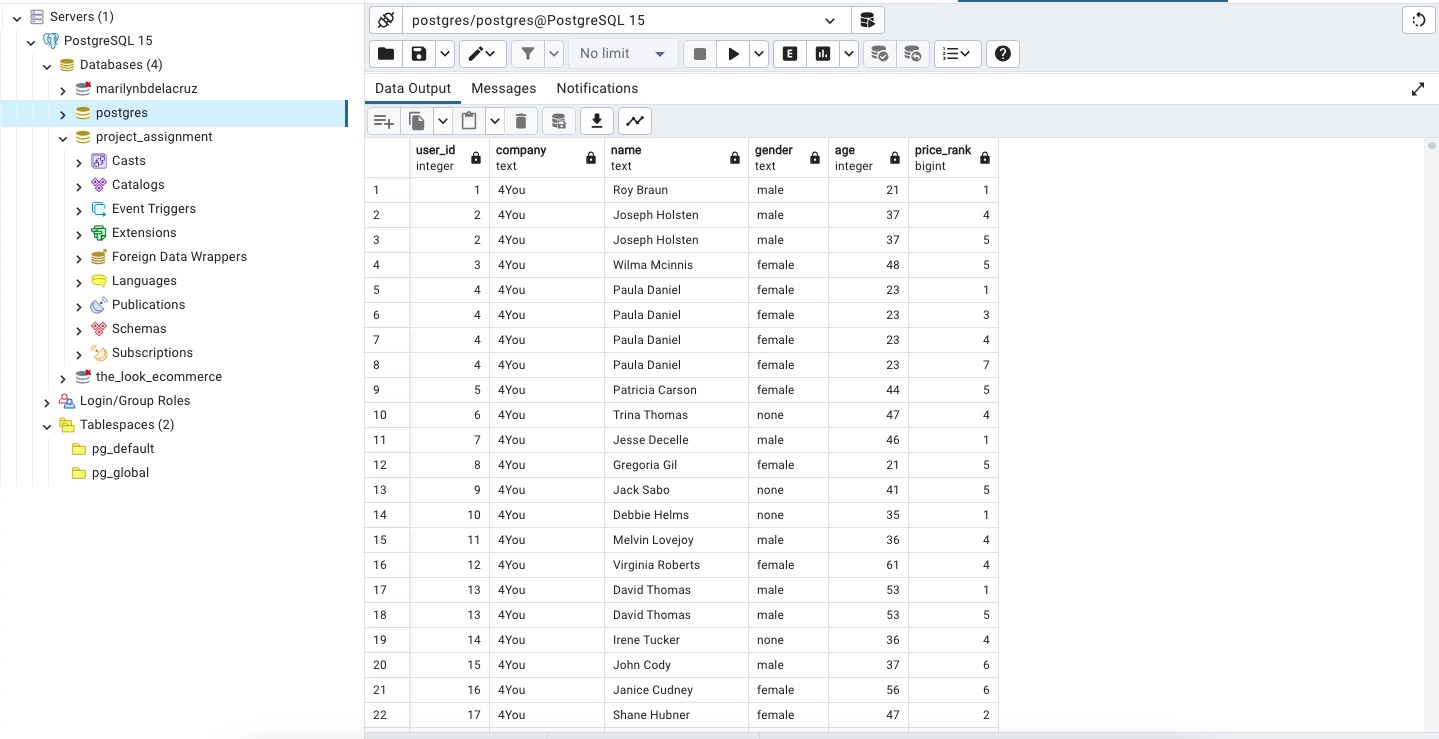 Servers (1)
PostgreSQL 15
Databases (4)
marilynbdelacruz
postgres
project_assignment
Casts
Catalogs
Event Triggers
Extensions
Foreign Data Wrappers
Languages
Publications
Schemas
Subscriptions
the_look_ecommerce
Login/Group Roles
Tablespaces (2)
pg_default
pg_global
postgres/postgres@PostgreSQL 15
No limit
E
Data Output Messages Notifications
user_id company name gender age price_rank
integer text text text integer bigint
1 1 4You Roy Braun male 21 1
2 2 4You Joseph Holsten male 37 4
3 2 4You Joseph Holsten male 37 5
4 3 4You Wilma Mcinnis female 48 5
5 4 4You Paula Daniel female 23 1
6 4 4You Paula Daniel female 23 3
7 4 4You Paula Daniel female 23 4
8 4 4You Paula Daniel female 23 7
9 5 4You Patricia Carson female 44 5
10 6 4You Trina Thomas none 47 4
11 7 4You Jesse Decelle male 46 1
12 8 4You Gregoria Gil female 21 5
13 9 4You Jack Sabo none 41 5
14 10 4You Debbie Helms none 35 1
15 11 4You Melvin Lovejoy male 36 4
16 12 4You Virginia Roberts female 61 4
17 13 4You David Thomas male 53 1
18 13 4You David Thomas male 53 5
19 14 4You Irene Tucker none 36 4
20 15 4You John Cody male 37 6
21 16 4You Janice Cudney female 56 6
22 17 4You Shane Hubner female 47 2